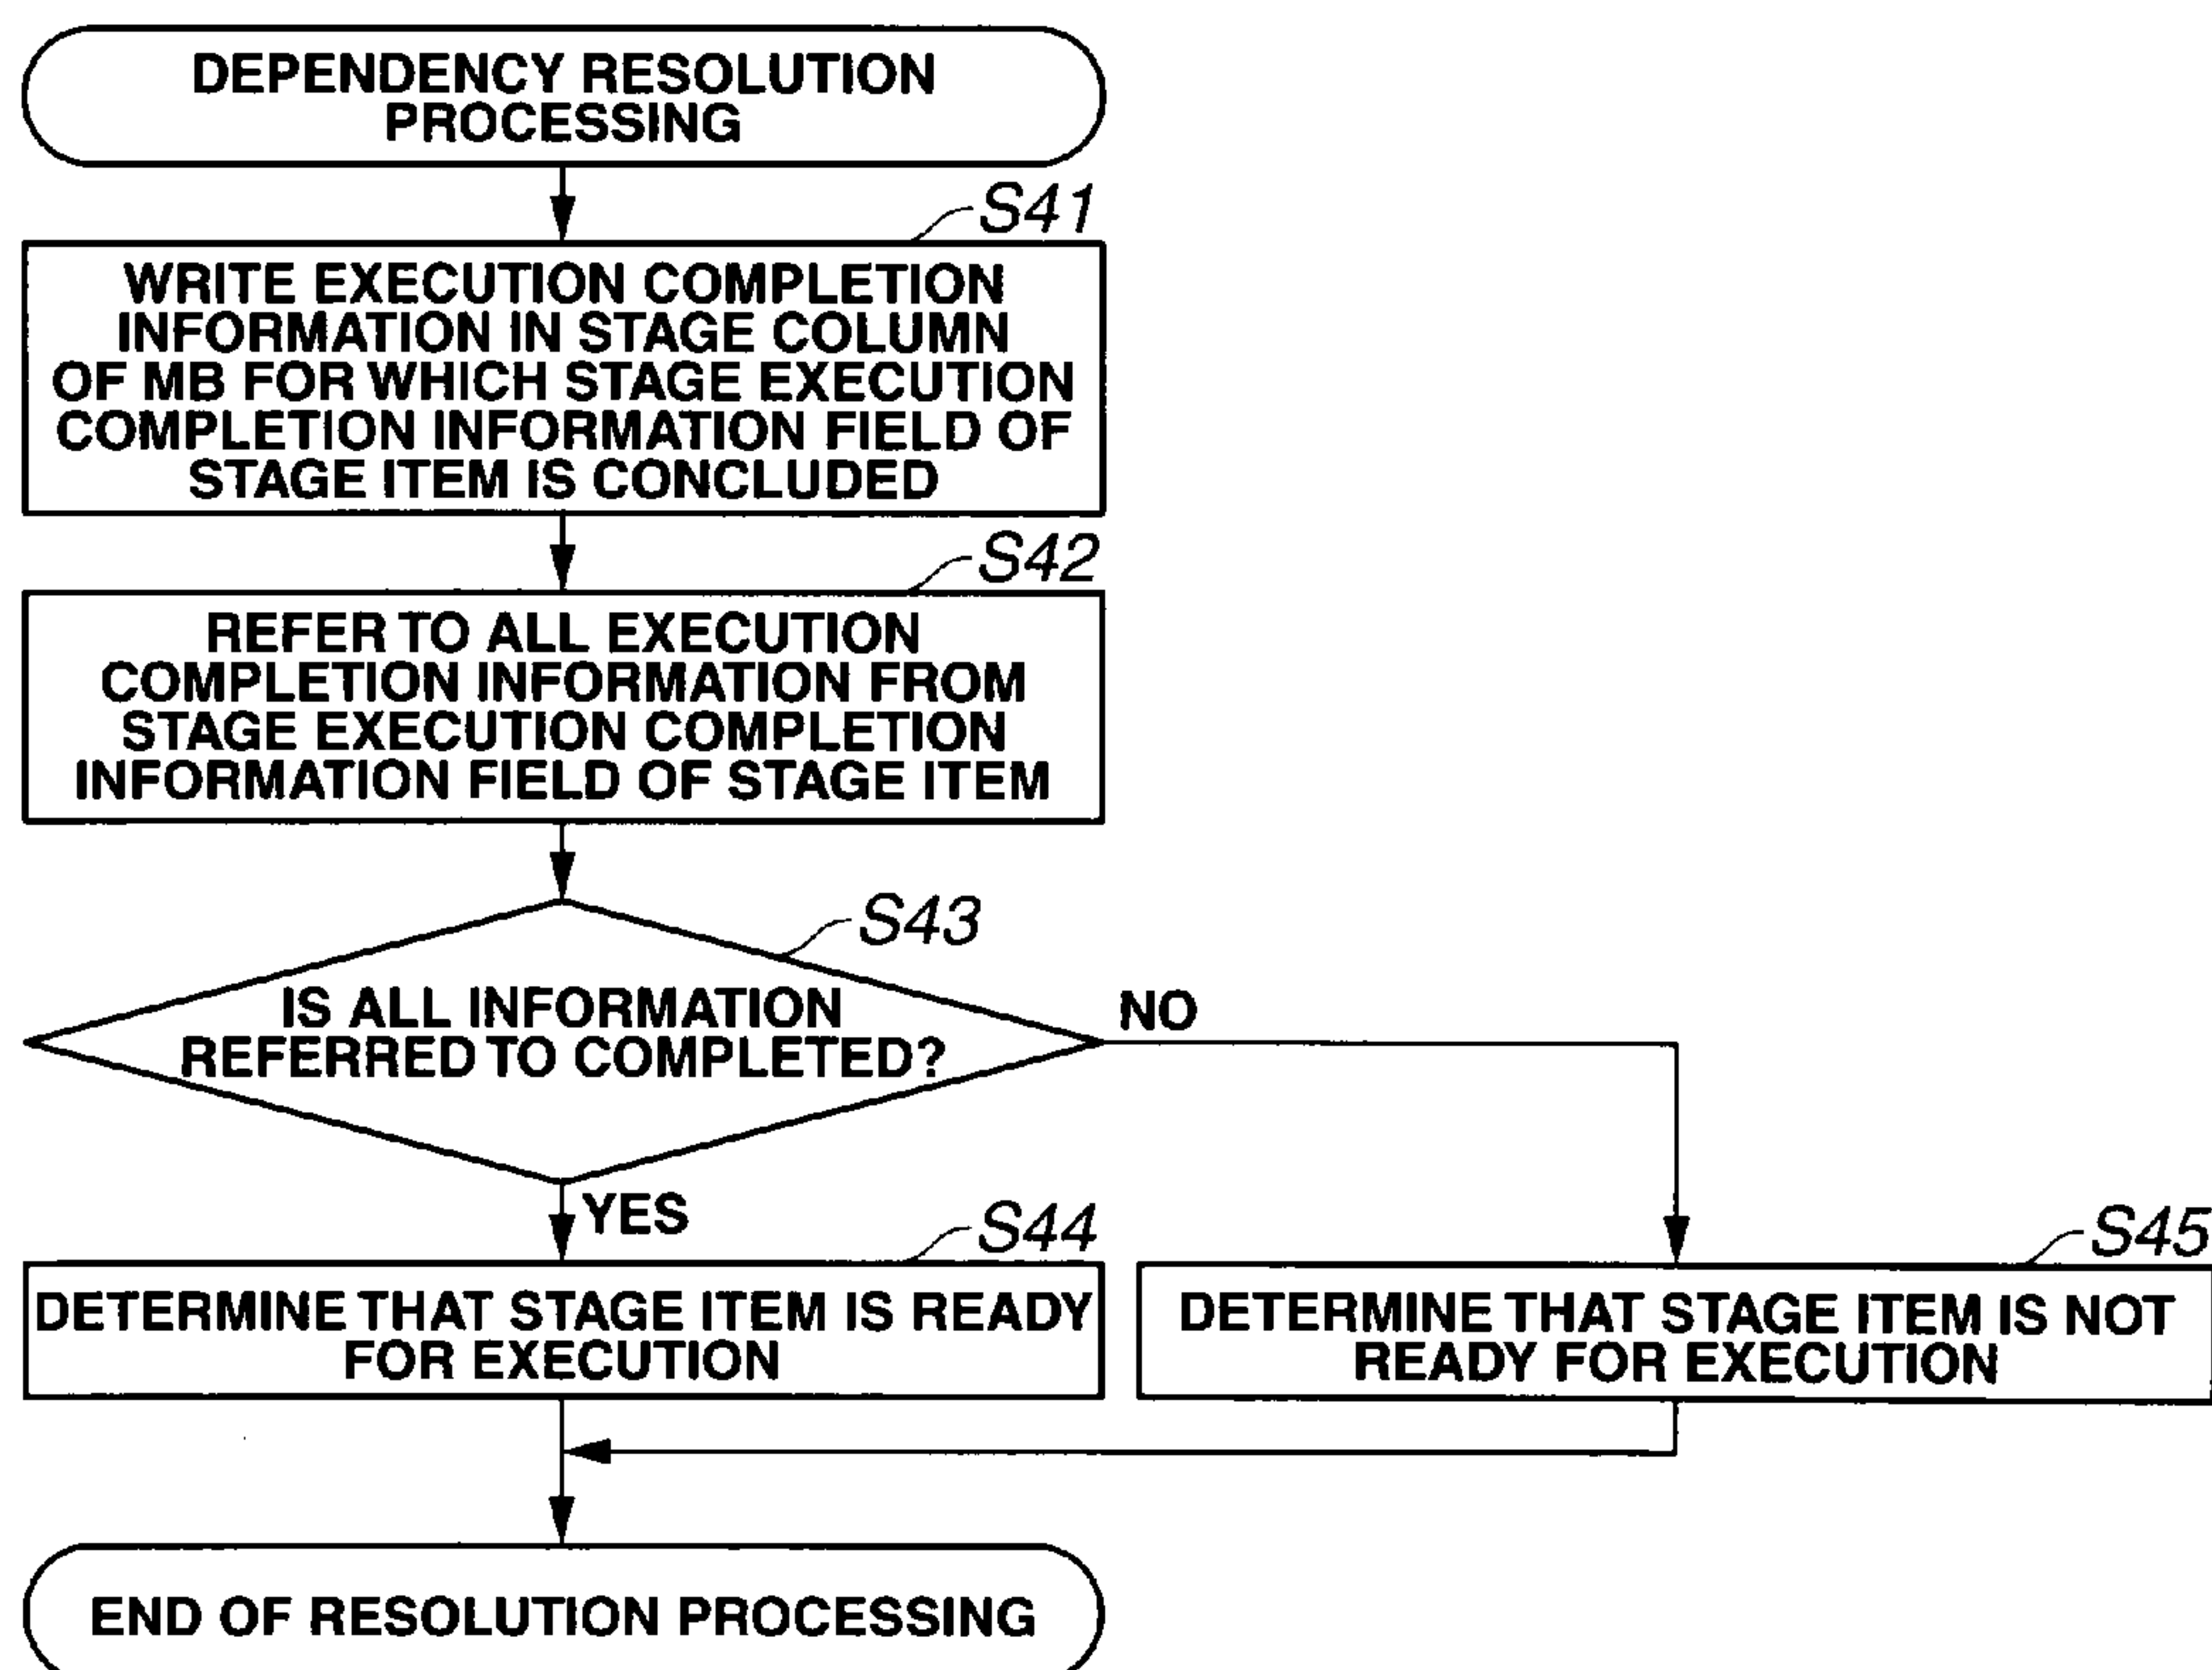 DEPENDENCY RESOLUTION
PROCESSING
S41
WRITE EXECUTION COMPLETION
INFORMATION IN STAGE COLUMN
OF MB FOR WHICH STAGE EXECUTION
COMPLETION INFORMATION FIELD OF
STAGE ITEM IS CONCLUDED
S42
REFER TO ALL EXECUTION
COMPLETION INFORMATION FROM
STAGE EXECUTION COMPLETION
INFORMATION FIELD OF STAGE ITEM
S43
IS ALL INFORMATION
REFERRED TO COMPLETED?
NO
YES
S44
DETERMINE THAT STAGE ITEM IS READY
FOR EXECUTION
S45
DETERMINE THAT STAGE ITEM IS NOT
READY FOR EXECUTION
END OF RESOLUTION PROCESSING